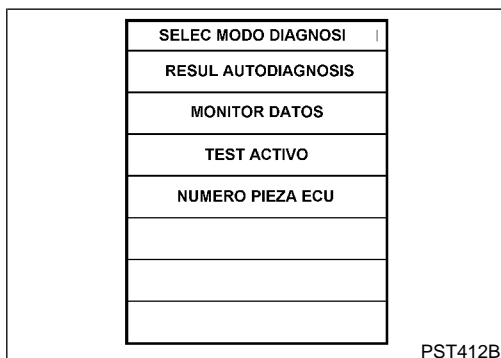 SELEC MODO DIAGNOSI
RESUL AUTODIAGNOSIS
MONITOR DATOS
TEST ACTIVO
NUMERO PIEZA ECU
PST412B